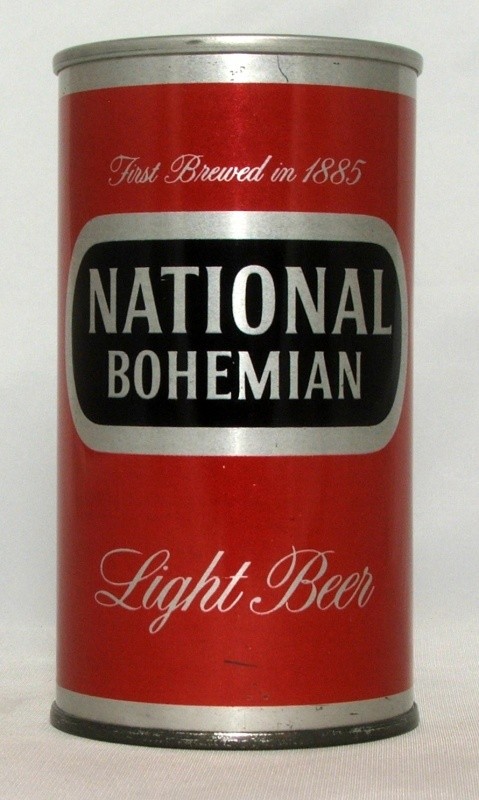 First Brewed in 1885
NATIONAL
BOHEMIAN
Light Beer